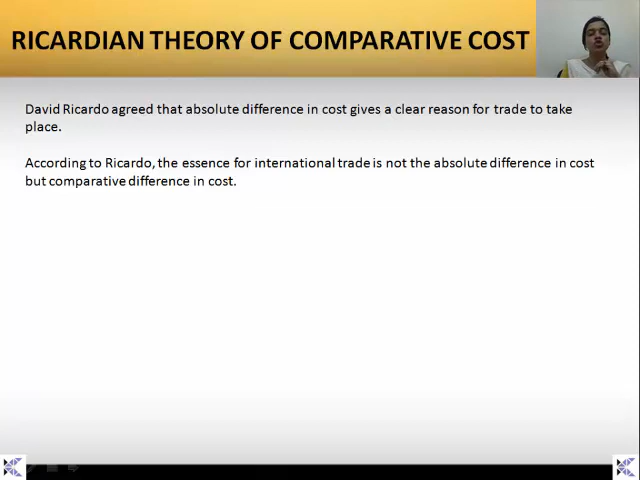 RICARDIAN THEORY OF COMPARATIVE COST
David Ricardo agreed that absolute difference in cost gives a clear reason for trade to take
place.
According to Ricardo, the essence for international trade is not the absolute difference in cost
but comparative difference in cost.